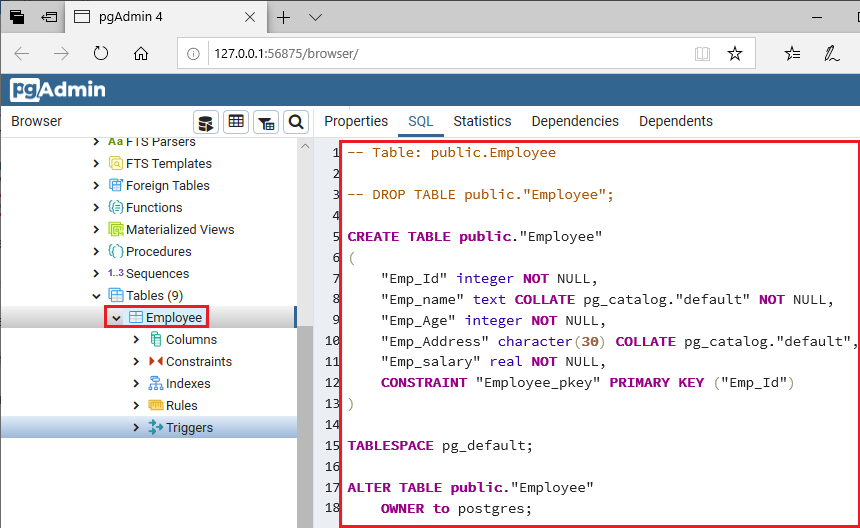 pgAdmin 4
127.0.0.1:56875/browser/
pgAdmin
Browser
Properties SQL Statistics Dependencies Dependents
Aa FTS Parsers
FTS Templates
Foreign Tables
Functions
Materialized Views
Procedures
1..3 Sequences
Tables (9)
Employee
Columns
Constraints
Indexes
Rules
Triggers
1 -- Table: public.Employee
2
3 -- DROP TABLE public."Employee";
4
5 CREATE TABLE public."Employee"
6 (
7 "Emp_Id" integer NOT NULL,
8 "Emp_name" text COLLATE pg_catalog."default" NOT NULL,
9 "Emp_Age" integer NOT NULL,
10 "Emp_Address" character(30) COLLATE pg_catalog."default",
11 "Emp_salary" real NOT NULL,
12 CONSTRAINT "Employee_pkey" PRIMARY KEY ("Emp_Id")
13 )
14
15 TABLESPACE pg_default;
16
17 ALTER TABLE public."Employee"
18 OWNER to postgres;